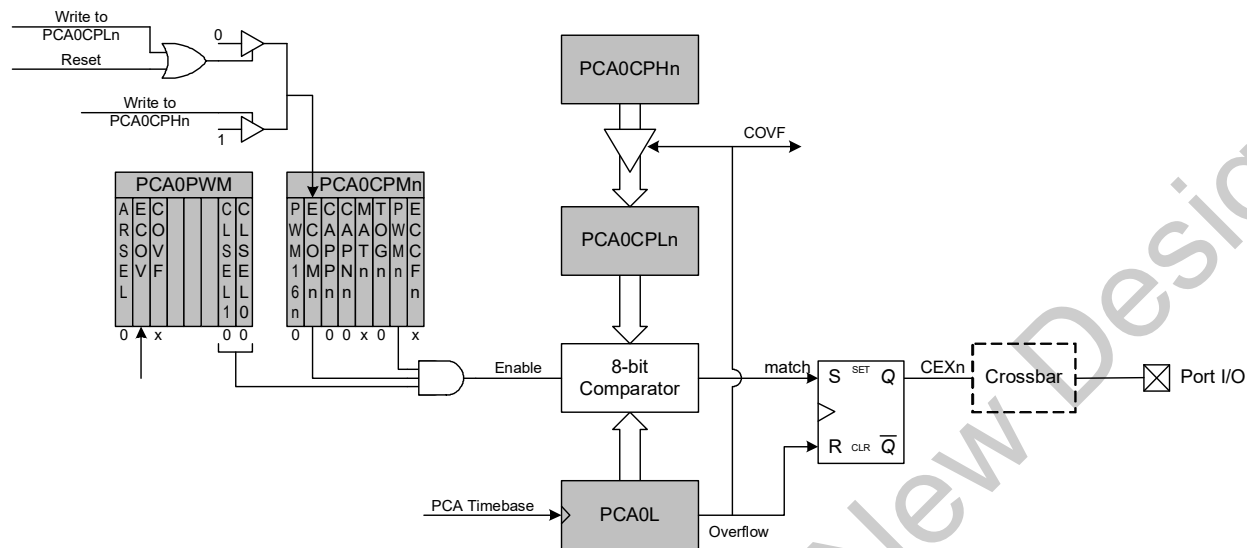 Write to
PCA0CPLn
Reset
0
Write to
PCA0CPHn
1
PCA0CPHn
COVF
PCA0PWM
ARSEL
ECOV
COVF
CLSEL1
CLSEL0
0
x
0
0
PCA0CPMn
PWM16n
ECOMn
CAPPn
CAPNn
MATn
TOGn
PWMn
ECCFn
0
0
0
x
0
x
PCA0CPLn
Enable
8-bit
Comparator
match
S
SET
Q
R
CLR
Q
CEXn
Crossbar
Port I/O
PCA Timebase
PCA0L
Overflow
New Desig